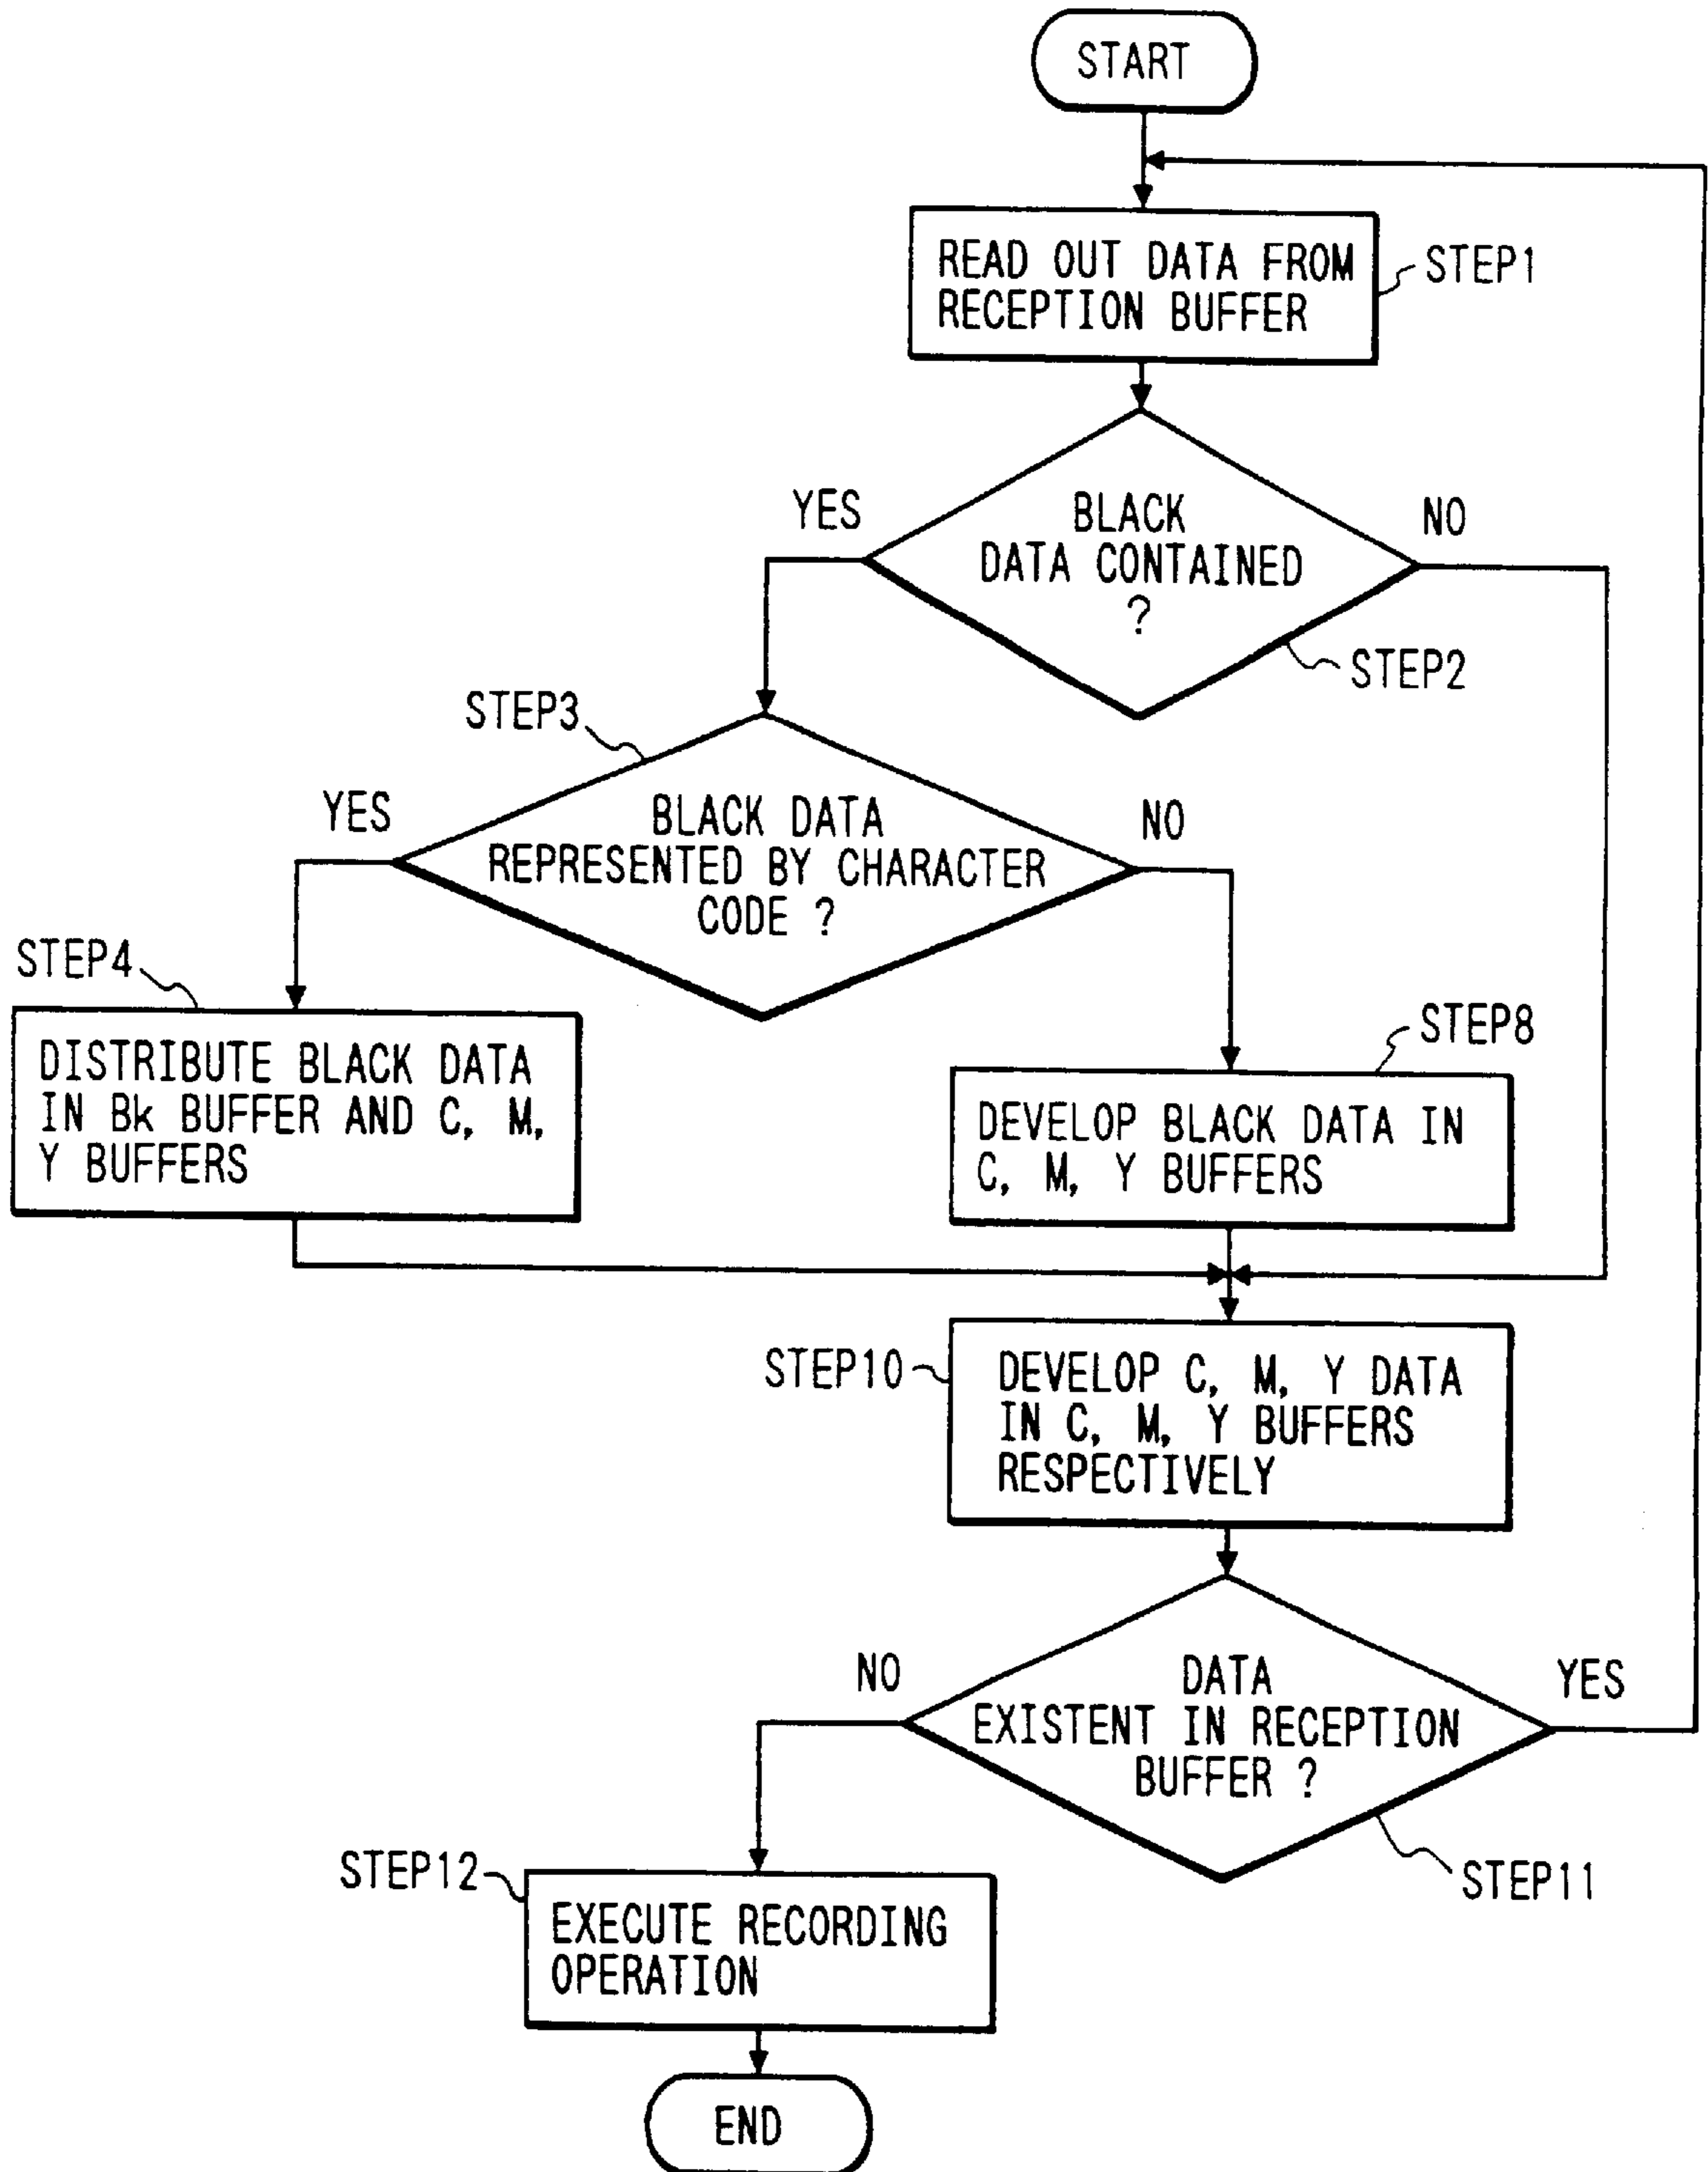 START
READ OUT DATA FROM
RECEPTION BUFFER
STEP1
YES
BLACK
DATA CONTAINED
?
NO
STEP2
STEP3
YES
BLACK DATA
REPRESENTED BY CHARACTER
CODE ?
NO
STEP4
DISTRIBUTE BLACK DATA
IN Bk BUFFER AND C, M,
Y BUFFERS
STEP8
DEVELOP BLACK DATA IN
C, M, Y BUFFERS
STEP10
DEVELOP C, M, Y DATA
IN C, M, Y BUFFERS
RESPECTIVELY
NO
DATA
EXISTENT IN RECEPTION
BUFFER ?
YES
STEP11
STEP12
EXECUTE RECORDING
OPERATION
END